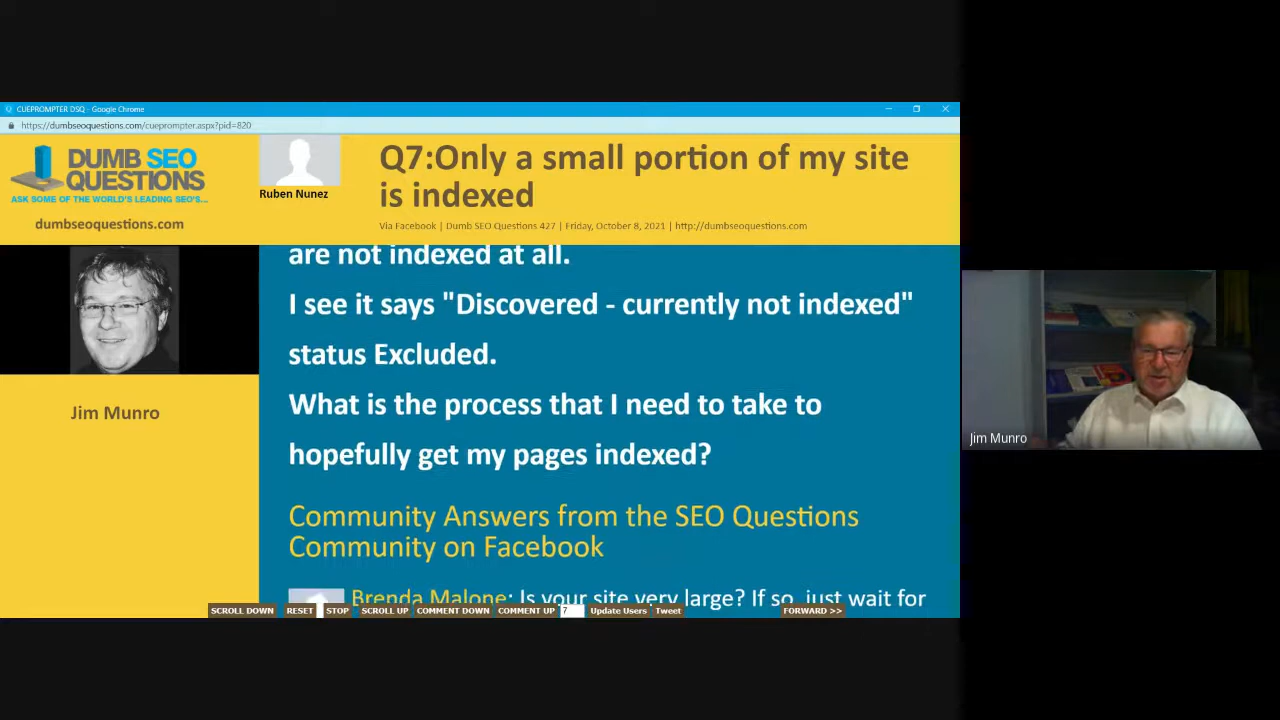 CUEPROMPTER DSQ - Google Chrome
https://dumbseoquestions.com/cueprompter.aspx?pid=820
DUMB SEO
QUESTIONS
ASK SOME OF THE WORLD'S LEADING SEO'S...
dumbseoquestions.com
Ruben Nunez
Q7:Only a small portion of my site
is indexed
Via Facebook | Dumb SEO Questions 427 | Friday, October 8, 2021 | http://dumbseoquestions.com
Jim Munro
are not indexed at all.
I see it says "Discovered - currently not indexed"
status Excluded.
What is the process that I need to take to
hopefully get my pages indexed?
Community Answers from the SEO Questions
Community on Facebook
Brenda Malone: Is your site very large? If so, just wait for
SCROLL DOWN RESET STOP SCROLL UP COMMENT DOWN COMMENT UP 7 Update Users Tweet FORWARD >>
Jim Munro